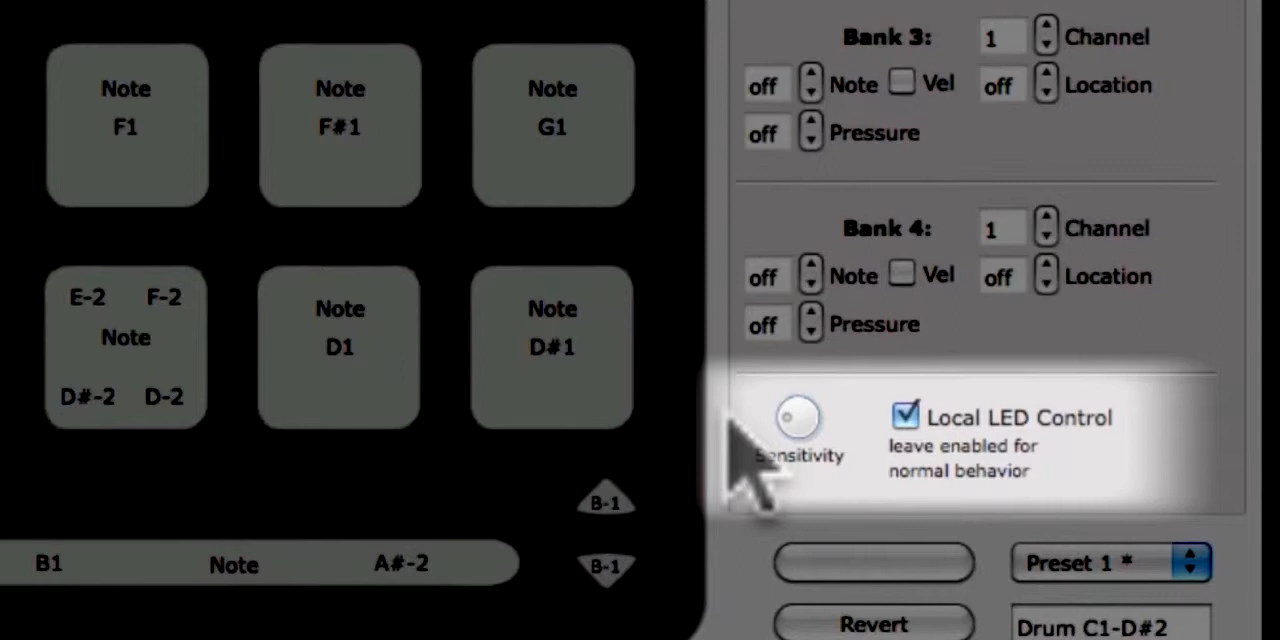 Note
F1
Note
F#1
Note
G1
E-2 F-2
Note
D#-2 D-2
Note
D1
Note
D#1
B-1
B-1
B1 Note A#-2
Bank 3: 1 Channel
off Note Vel off Location
off Pressure
Bank 4: 1 Channel
off Note Vel off Location
off Pressure
Sensitivity
Local LED Control
leave enabled for
normal behavior
Preset 1 *
Revert
Drum C1-D#2